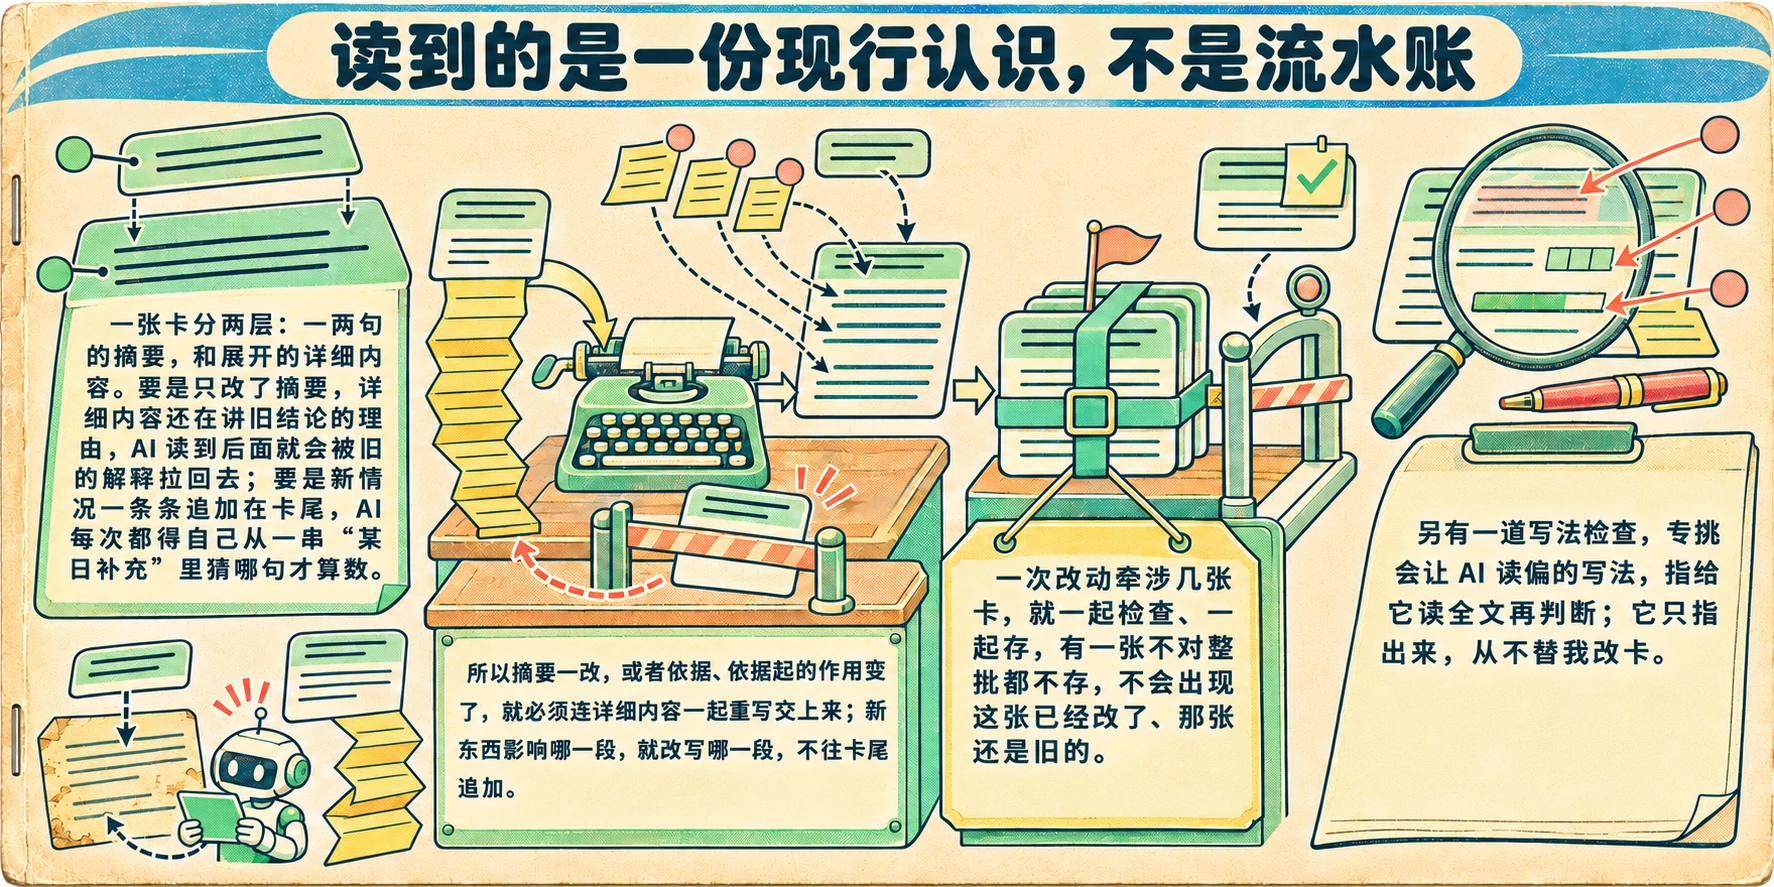 读到的是一份现行认识，不是流水账
一张卡分两层：一两句
的摘要，和展开的详细内
容。要是只改了摘要，详
细内容还在讲旧结论的理
由，AI 读到后面就会被旧
的解释拉回去；要是新情
况一条条追加在卡尾，AI
每次都得自己从一串“某
日补充”里猜哪句才算数。
所以摘要一改，或者依据、依据起的作用变
了，就必须连详细内容一起重写交上来；新
东西影响哪一段，就改写哪一段，不往卡尾
追加。
一次改动牵涉几张
卡，就一起检查、一
起存，有一张不对整
批都不存，不会出现
这张已经改了、那张
还是旧的。
另有一道写法检查，专挑
会让 AI 读偏的写法，指给
它读全文再判断；它只指
出来，从不替我改卡。